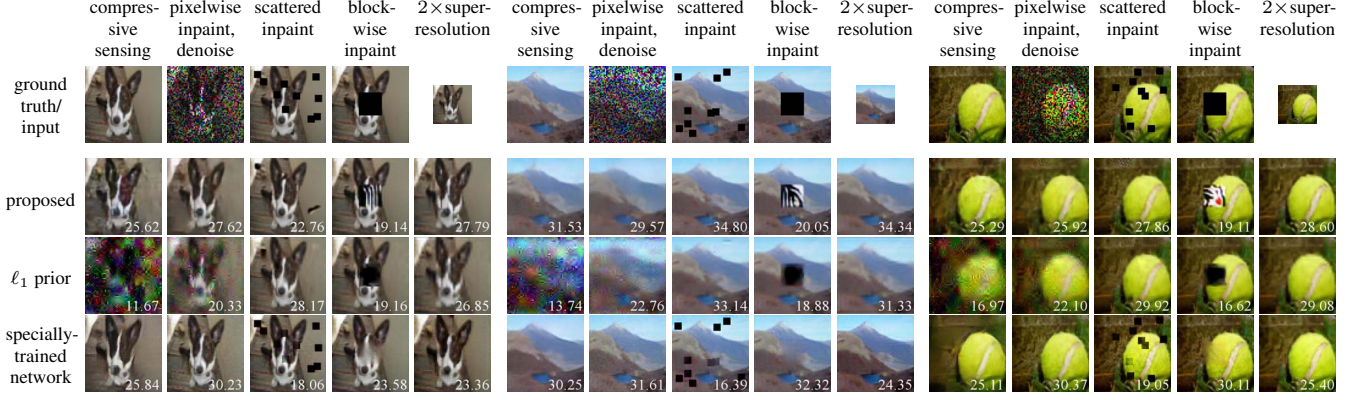 compres- pixelwise scattered block- 2×super- compres- pixelwise scattered block- 2×super- compres- pixelwise scattered block- 2×super-
sive inpaint, inpaint wise resolution sive inpaint, inpaint wise resolution sive inpaint, inpaint wise resolution
sensing denoise inpaint sensing denoise inpaint sensing denoise inpaint
ground
truth/
input
proposed
25.62 27.62 22.76 19.14 27.79 31.53 29.57 34.80 20.05 34.34 25.29 25.92 27.86 19.11 28.60
ℓ1 prior
11.67 20.33 28.17 19.16 26.85 13.74 22.76 33.14 18.88 31.33 16.97 22.10 29.92 16.62 29.08
specially-
trained
network
25.84 30.23 18.06 23.58 23.36 30.25 31.61 16.39 32.32 24.35 25.11 30.37 19.05 30.11 25.40